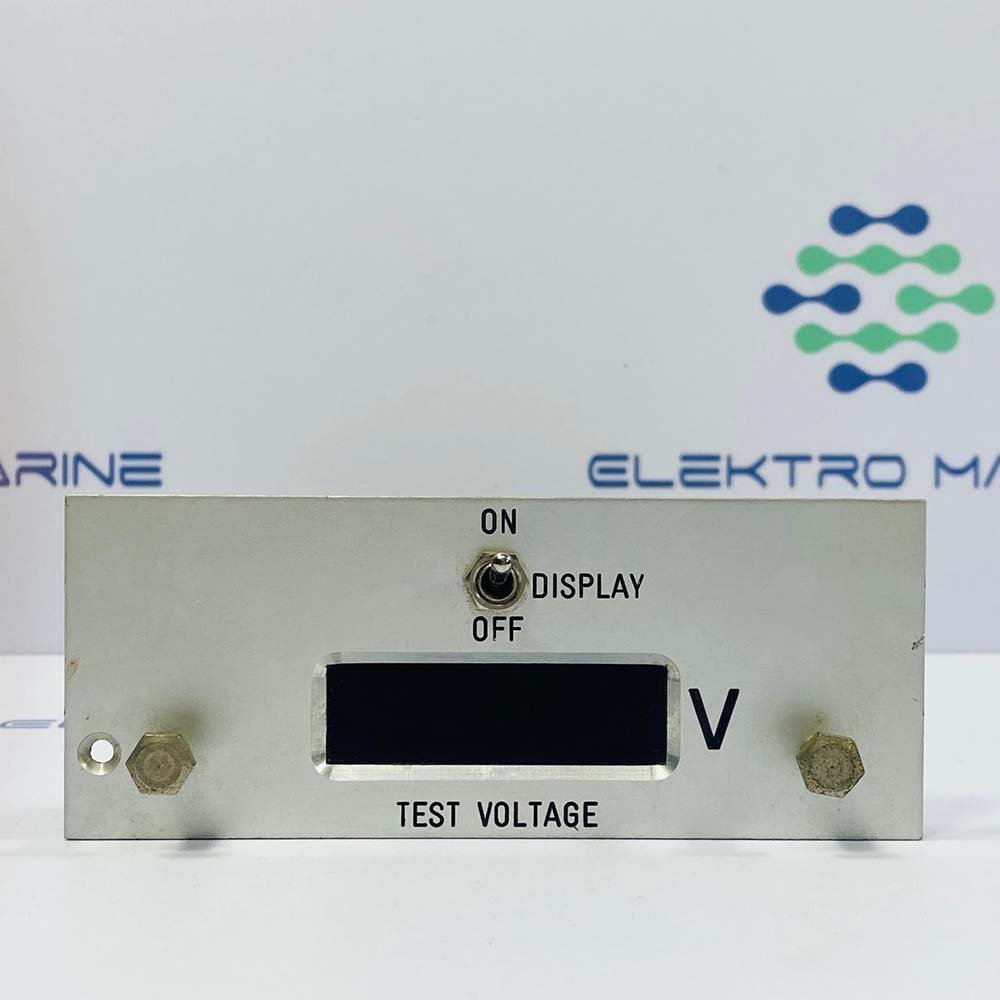 ARINE
ELEKTRO MA
ON
DISPLAY
OFF
V
TEST VOLTAGE